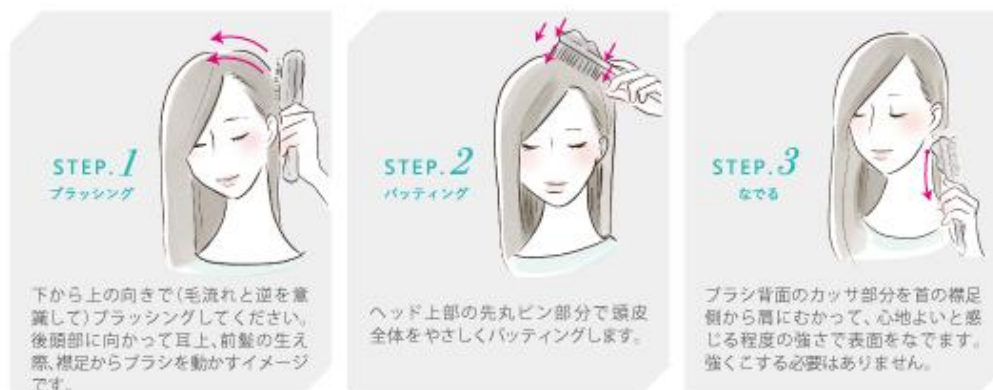 STEP.1
ブラッシング
下から上の向きで(毛流れと逆を意
識して)ブラッシングしてください。
後頭部に向かって耳上、前髪の生え
際、襟足からブラシを動かすイメージ
です。
STEP.2
パッティング
ヘッド上部の先丸ピン部分で頭皮
全体をやさしくパッティングします。
STEP.3
なでる
ブラシ背面のカッサ部分を首の襟足
側から肩にむかって、心地よいと感
じる程度の強さで表面をなでます。
強くこする必要はありません。